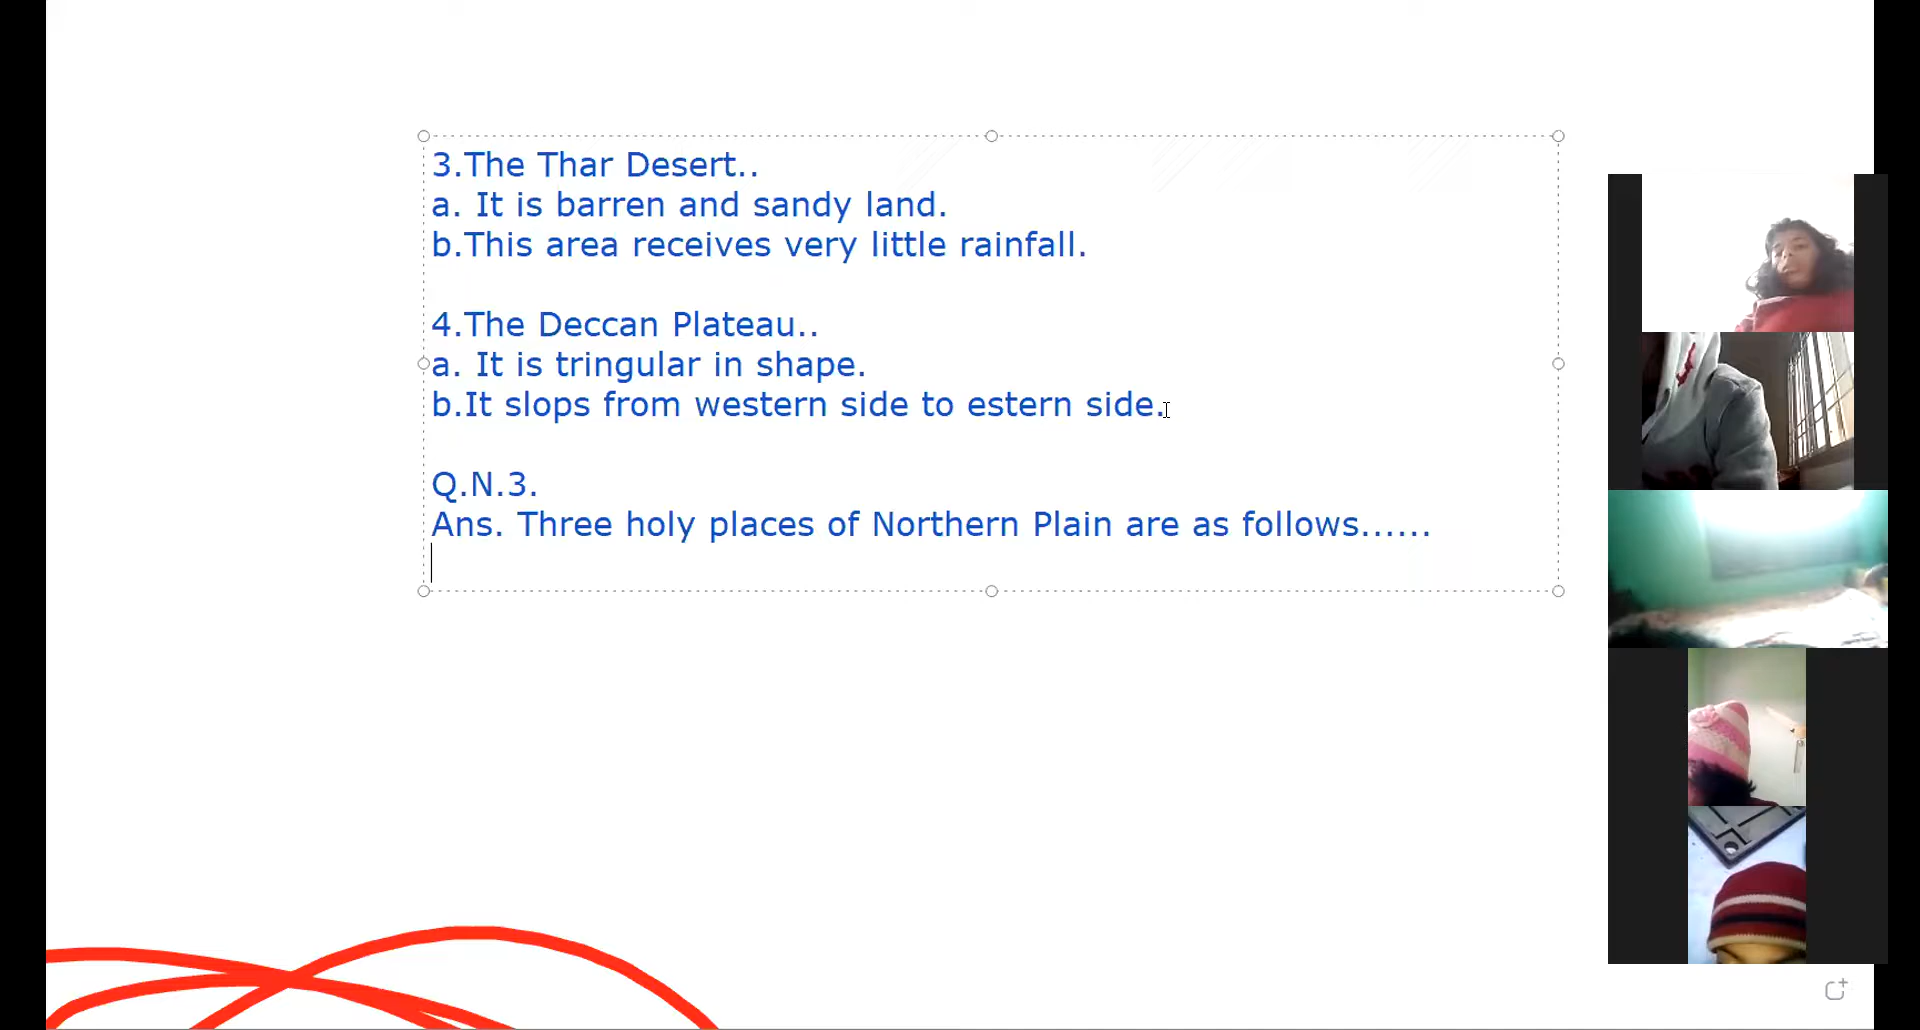 3.The Thar Desert..
a. It is barren and sandy land.
b.This area receives very little rainfall.
4.The Deccan Plateau..
a. It is tringular in shape.
b.It slops from western side to estern side.
Q.N.3.
Ans. Three holy places of Northern Plain are as follows......